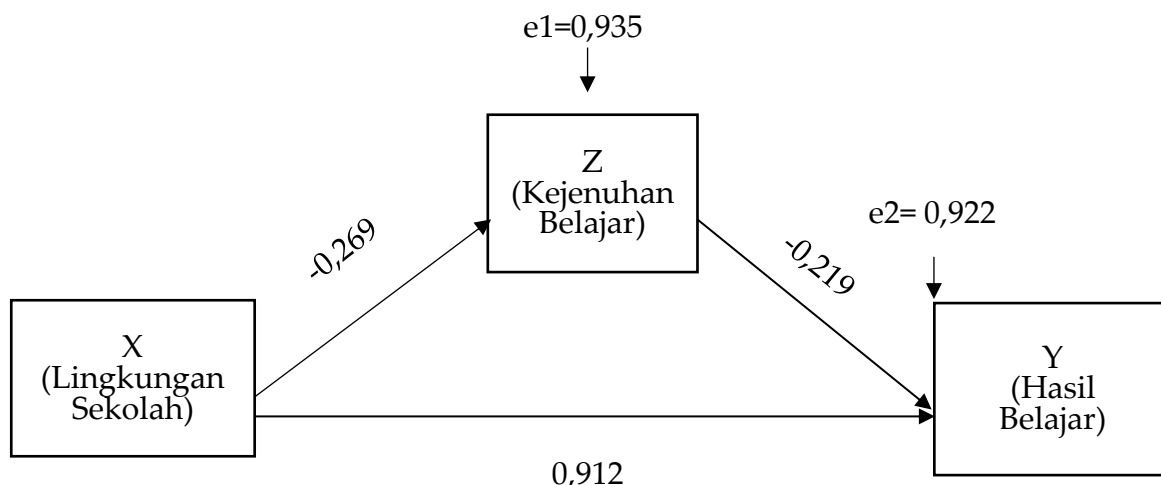 e1=0,935
Z
(Kejenuhan
Belajar)
e2= 0,922
-0,269
-0,219
X
(Lingkungan
Sekolah)
Y
(Hasil
Belajar)
0,912